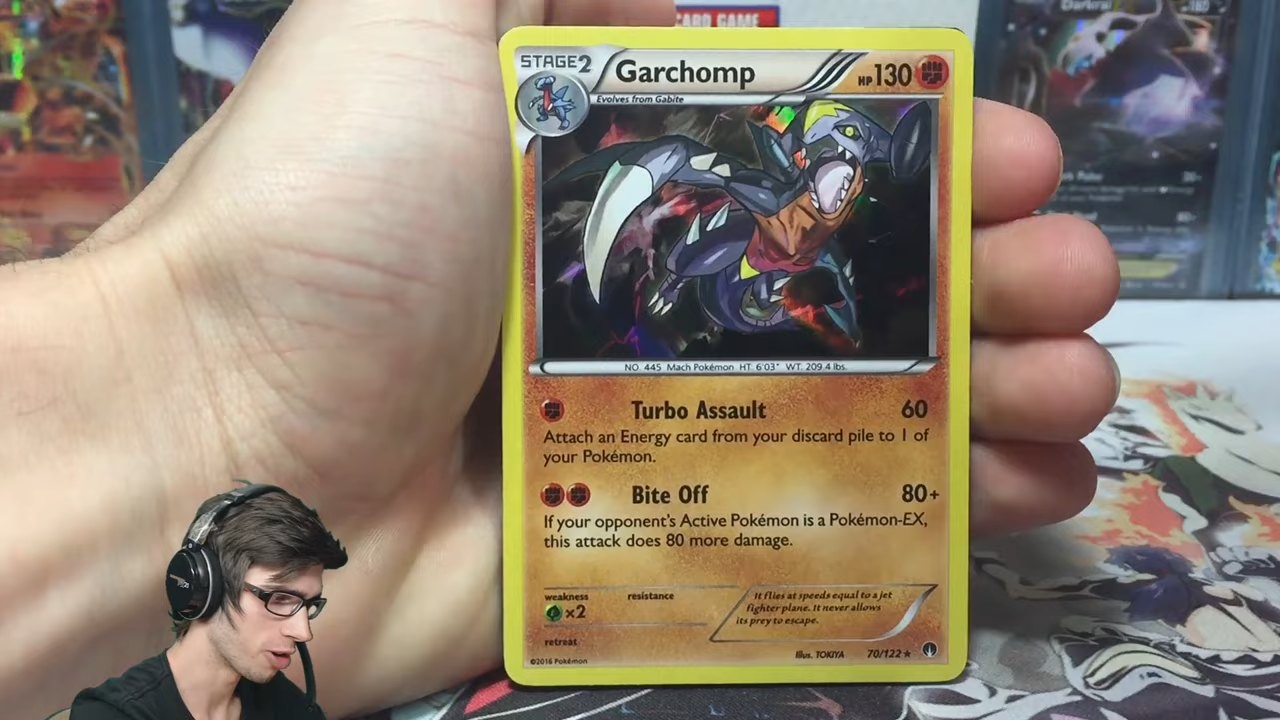 CARD GAME
Darkrai
180
STAGE2
Garchomp
HP130
Evolves from Gabite
NO. 445 Mach Pokémon HT: 6'03" WT: 209.4 lbs.
Turbo Assault 60
Attach an Energy card from your discard pile to 1 of
your Pokémon.
Bite Off 80+
If your opponent's Active Pokémon is a Pokémon-EX,
this attack does 80 more damage.
weakness resistance
×2
It flies at speeds equal to a jet
fighter plane. It never allows
its prey to escape.
retreat
©2016 Pokémon
Illus. TOKIYA 70/122 ★